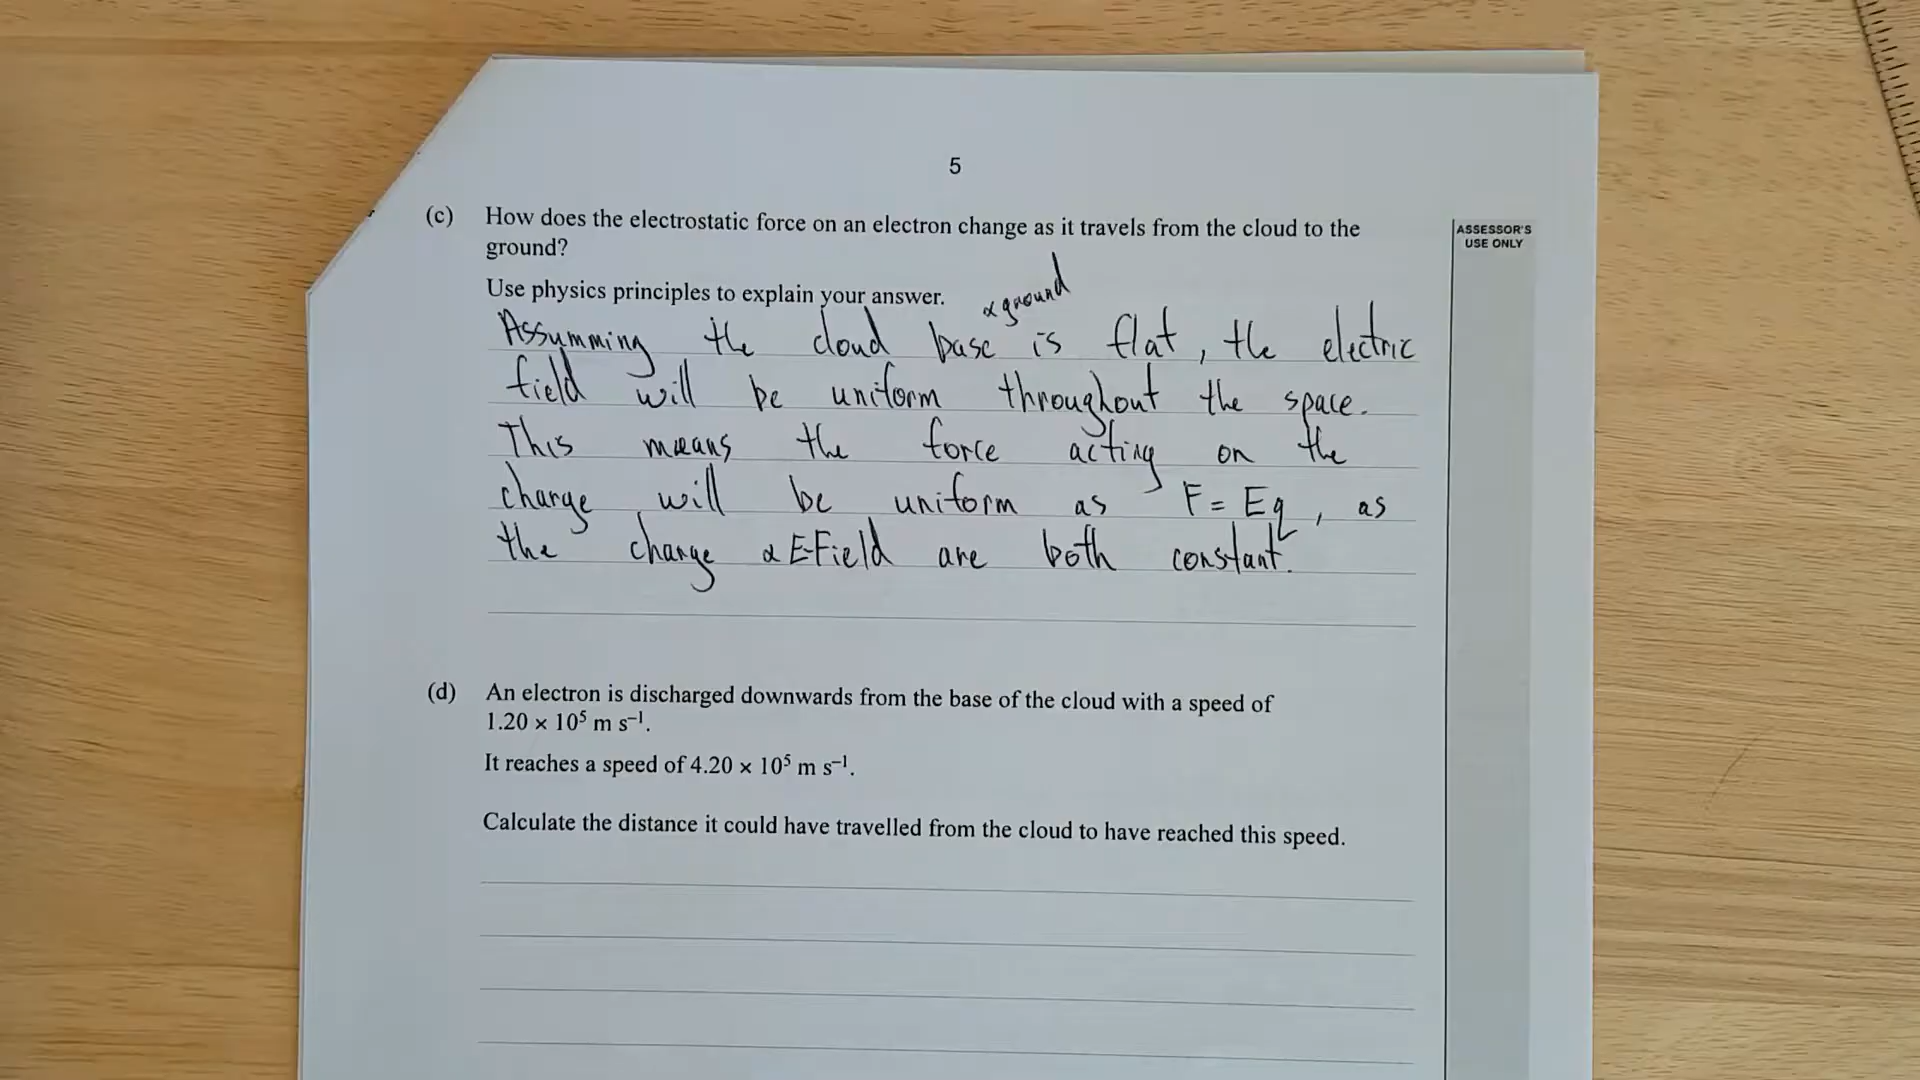 5
(c) How does the electrostatic force on an electron change as it travels from the cloud to the
ground?
ASSESSOR'S
USE ONLY
Use physics principles to explain your answer.
& ground
Assumming the cloud base is flat, the electric
field will be uniform throughout the space.
This means the force acting on the
charge will be uniform as F = Eq, as
the charge & E-Field are both constant.
(d) An electron is discharged downwards from the base of the cloud with a speed of
1.20 × 10⁵ m s⁻¹.
It reaches a speed of 4.20 × 10⁵ m s⁻¹.
Calculate the distance it could have travelled from the cloud to have reached this speed.